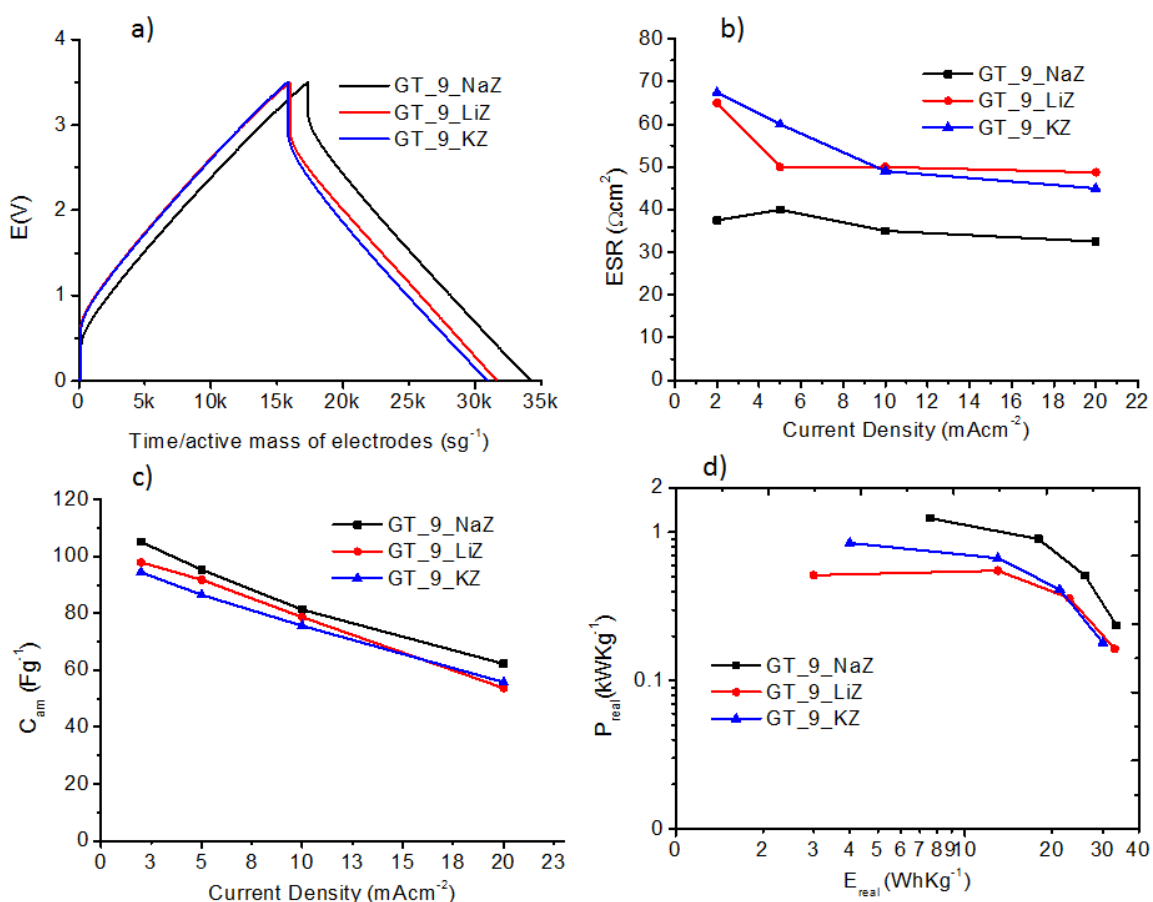 a)
4
3
2
1
0
E(V)
GT_9_NaZ
GT_9_LiZ
GT_9_KZ
0 5k 10k 15k 20k 25k 30k 35k
Time/active mass of electrodes (sg⁻¹)
b)
80
70
60
50
40
30
20
10
0
ESR (Ωcm²)
GT_9_NaZ
GT_9_LiZ
GT_9_KZ
0 2 4 6 8 10 12 14 16 18 20 22
Current Density (mAcm⁻²)
c)
120
100
80
60
40
20
0
C_am (Fg⁻¹)
GT_9_NaZ
GT_9_LiZ
GT_9_KZ
0 3 5 8 10 13 15 18 20 23
Current Density (mAcm⁻²)
d)
2
1
0.1
0
P_real(kWKg⁻¹)
GT_9_NaZ
GT_9_LiZ
GT_9_KZ
0 2 3 4 5 6 7 8 9 10 20 30 40
E_real (WhKg⁻¹)